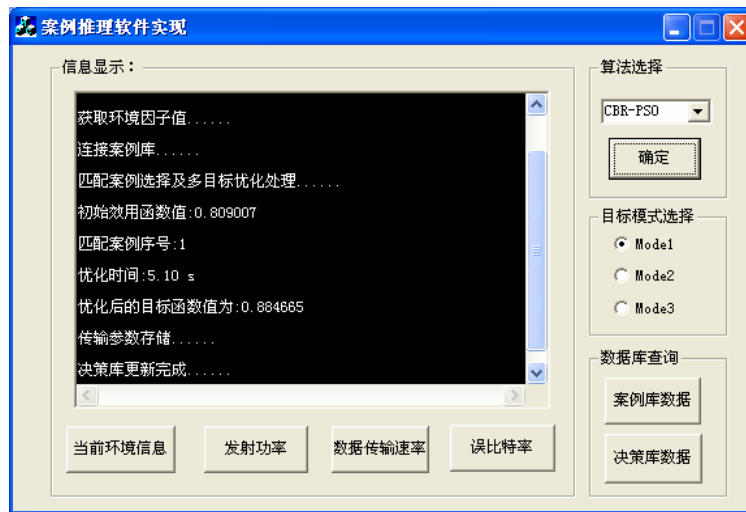 案例推理软件实现
信息显示：
获取环境因子值......
连接案例库......
匹配案例选择及多目标优化处理......
初始效用函数值:0.809007
匹配案例序号:1
优化时间:5.10 s
优化后的目标函数值为:0.884665
传输参数存储......
决策库更新完成......
当前环境信息
发射功率
数据传输速率
误比特率
算法选择
CBR-PSO
确定
目标模式选择
Mode1
Mode2
Mode3
数据库查询
案例库数据
决策库数据